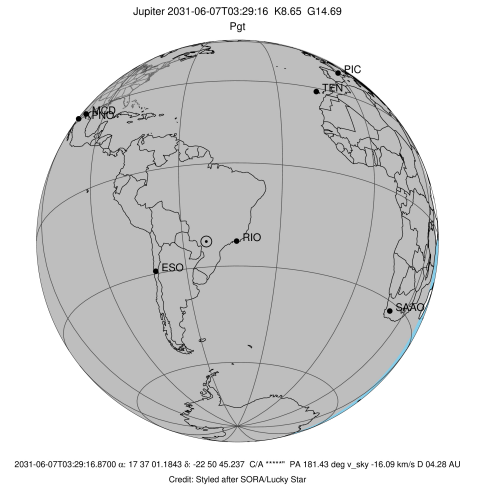 Jupiter 2031-06-07T03:29:16 K8.65 G14.69
Pgt
PIC
TEN
MCD
KPNO
RIO
ESO
SAAO
2031-06-07T03:29:16.8700 α: 17 37 01.1843 δ: -22 50 45.237 C/A *****" PA 181.43 deg v_sky -16.09 km/s D 04.28 AU
Credit: Styled after SORA/Lucky Star